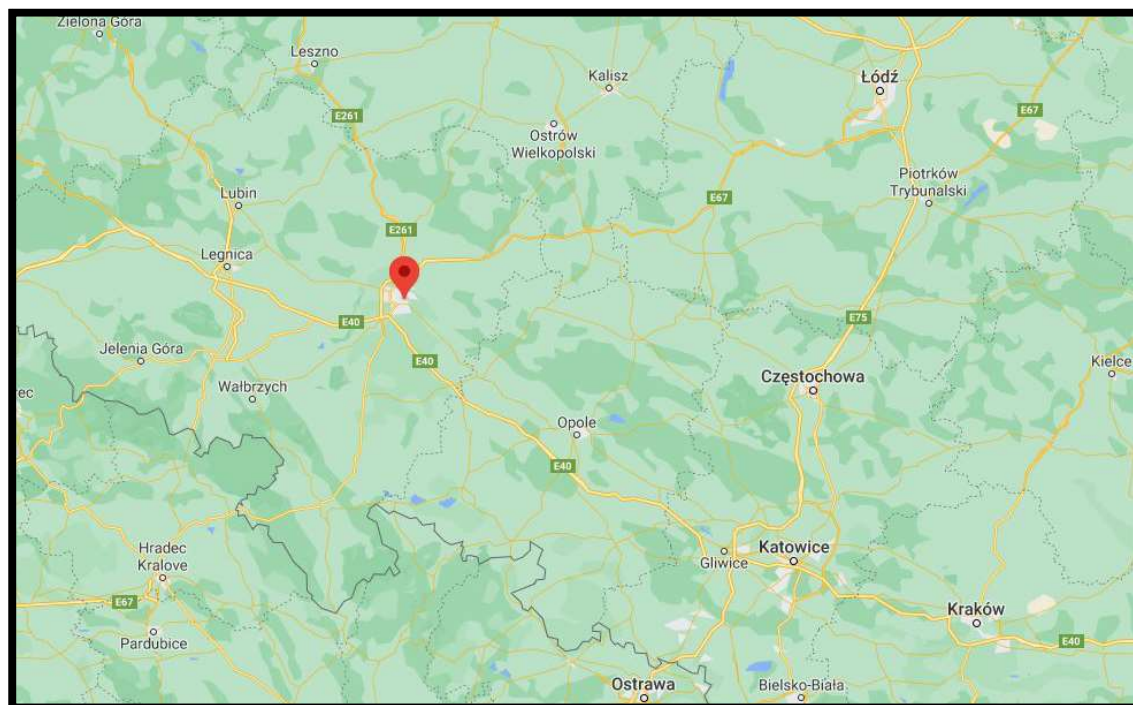 Zielona Góra
Leszno
Kalisz
Łódź
E261
E67
Ostrów
Wielkopolski
Piotrków
Trybunalski
Lubin
E67
E261
Legnica
E40
E75
Jelenia Góra
E40
Kielce
rec
Wałbrzych
Częstochowa
Opole
E40
Hradec
Kralove
Gliwice
Katowice
E67
Kraków
Pardubice
E40
Ostrawa
Bielsko-Biała